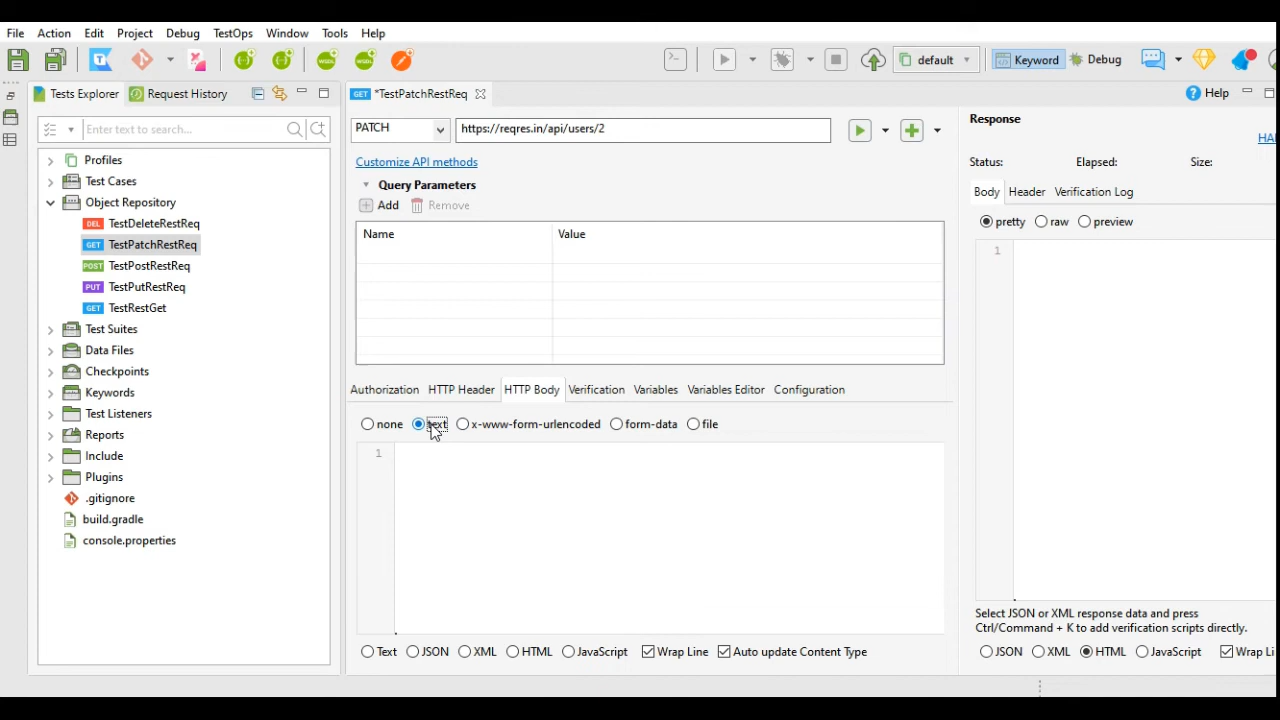 File Action Edit Project Debug TestOps Window Tools Help
default Keyword Debug
Tests Explorer Request History GET *TestPatchRestReq Help
Enter text to search...
Profiles
Test Cases
Object Repository
DEL TestDeleteRestReq
GET TestPatchRestReq
POST TestPostRestReq
PUT TestPutRestReq
GET TestRestGet
Test Suites
Data Files
Checkpoints
Keywords
Test Listeners
Reports
Include
Plugins
.gitignore
build.gradle
console.properties
PATCH https://reqres.in/api/users/2
Customize API methods
Query Parameters
Add Remove
Name Value
Authorization HTTP Header HTTP Body Verification Variables Variables Editor Configuration
none text x-www-form-urlencoded form-data file
1
Text JSON XML HTML JavaScript Wrap Line Auto update Content Type
Response
HA
Status: Elapsed: Size:
Body Header Verification Log
pretty raw preview
1
Select JSON or XML response data and press
Ctrl/Command + K to add verification scripts directly.
JSON XML HTML JavaScript Wrap Li